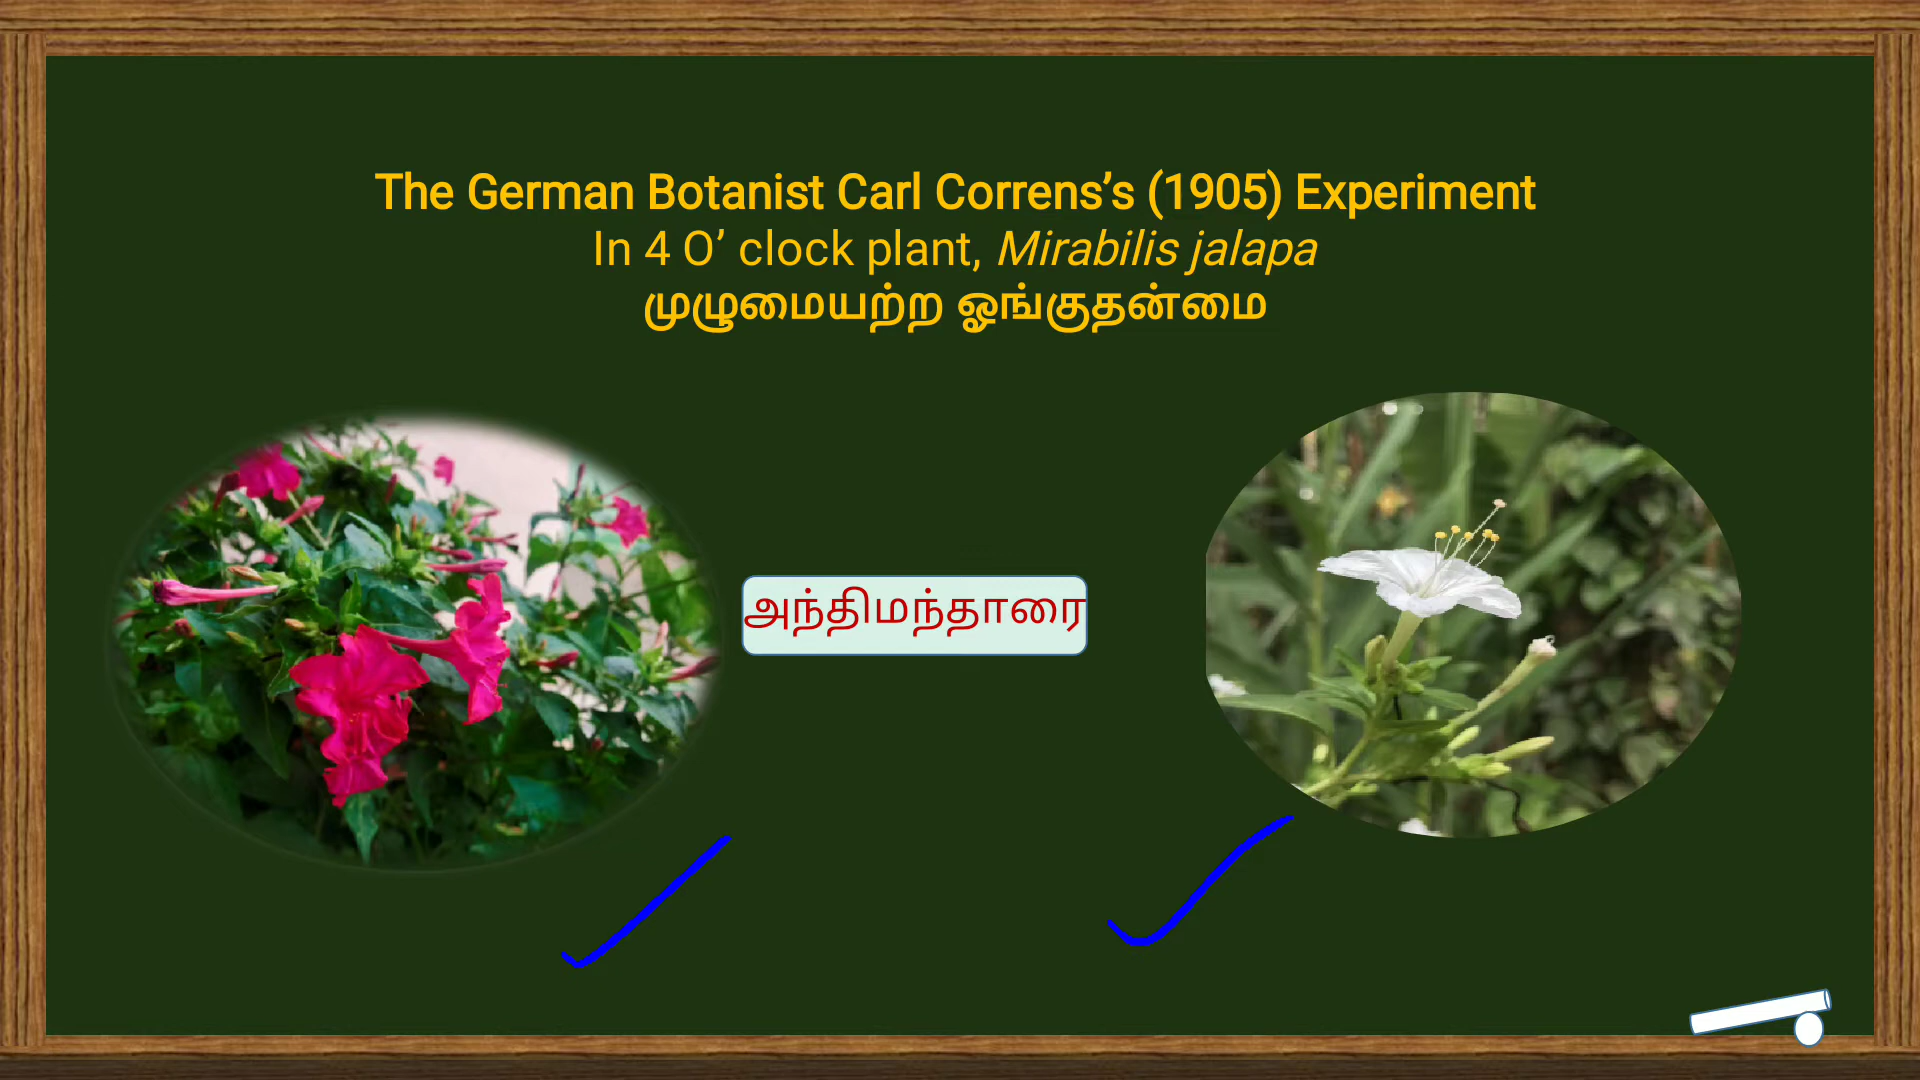 The German Botanist Carl Correns’s (1905) Experiment
In 4 O’ clock plant, Mirabilis jalapa
முழுமையற்ற ஓங்குதன்மை
அந்திமந்தாரை